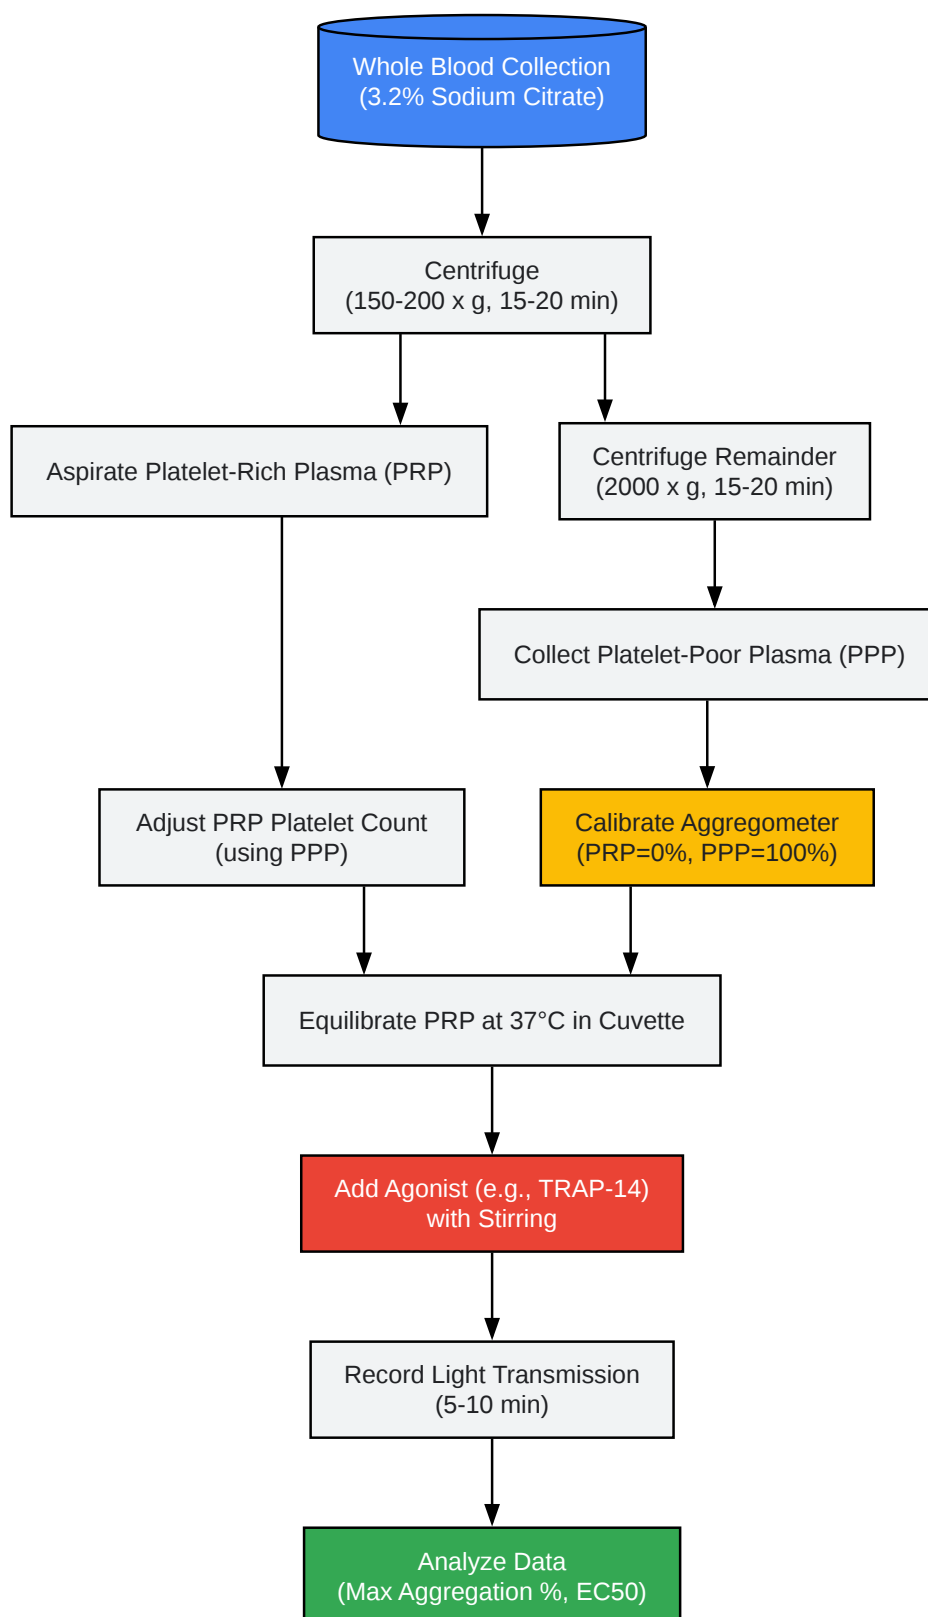 Whole Blood Collection
(3.2% Sodium Citrate)
Centrifuge
(150-200 x g, 15-20 min)
Aspirate Platelet-Rich Plasma (PRP)
Centrifuge Remainder
(2000 x g, 15-20 min)
Collect Platelet-Poor Plasma (PPP)
Adjust PRP Platelet Count
(using PPP)
Calibrate Aggregometer
(PRP=0%, PPP=100%)
Equilibrate PRP at 37°C in Cuvette
Add Agonist (e.g., TRAP-14)
with Stirring
Record Light Transmission
(5-10 min)
Analyze Data
(Max Aggregation %, EC50)